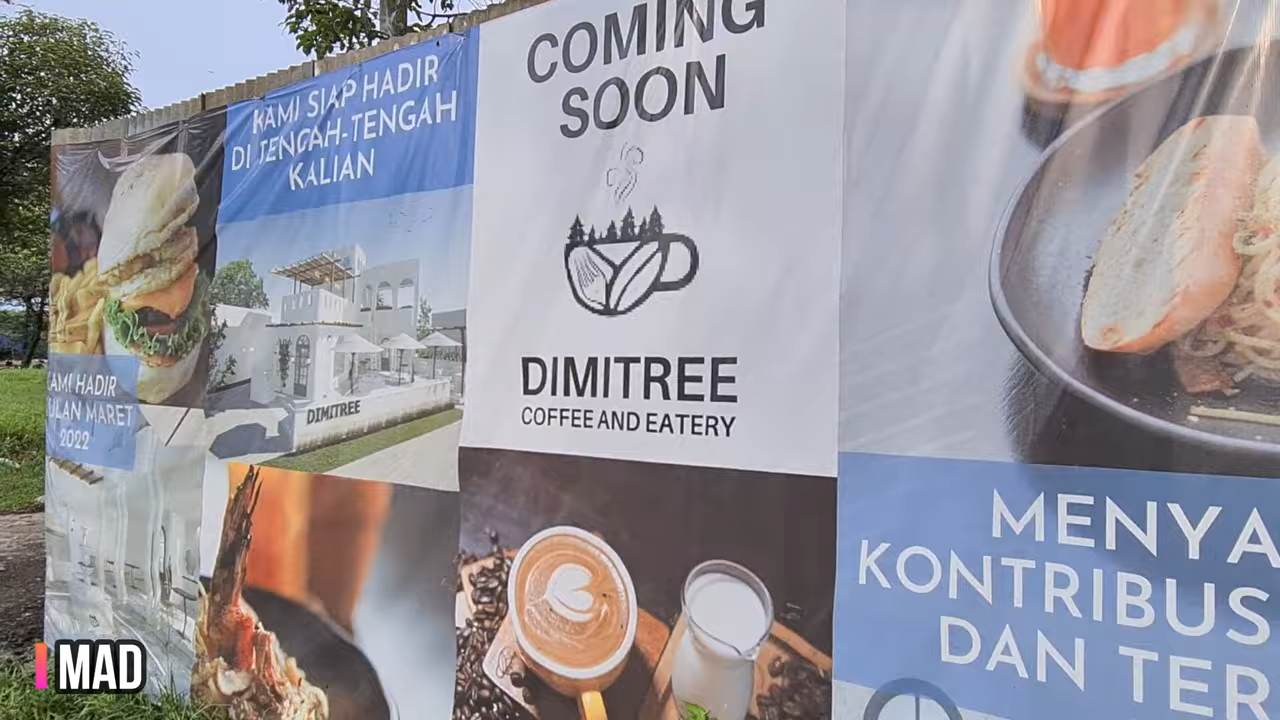 KAMI SIAP HADIR
DI TENGAH-TENGAH
KALIAN
COMING
SOON
DIMITREE
DIMITREE
COFFEE AND EATERY
AMI HADIR
ULAN MARET
2022
MENYA
KONTRIBUS
DAN TER
MAD